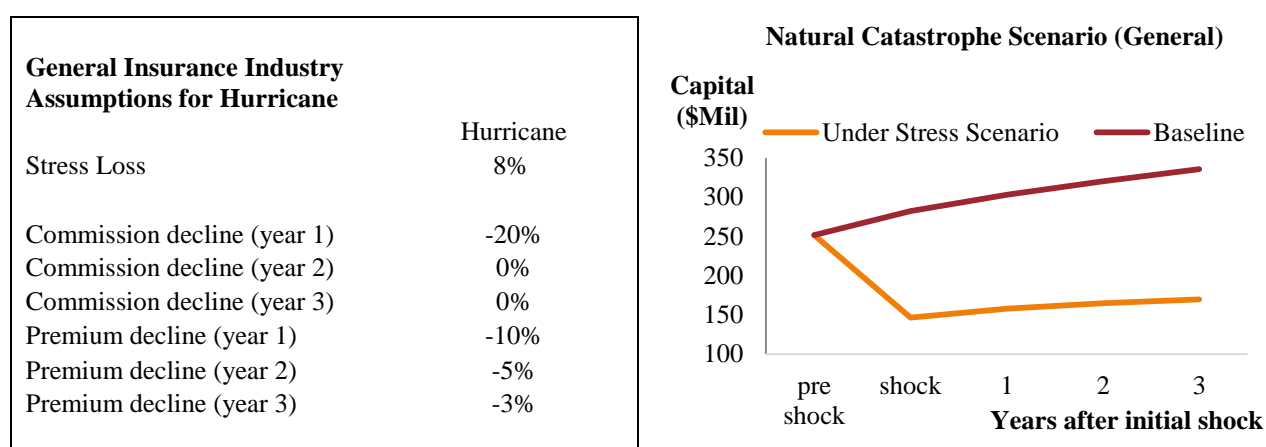 General Insurance Industry
Assumptions for Hurricane
Hurricane
Stress Loss 8%
Commission decline (year 1) -20%
Commission decline (year 2) 0%
Commission decline (year 3) 0%
Premium decline (year 1) -10%
Premium decline (year 2) -5%
Premium decline (year 3) -3%
Natural Catastrophe Scenario (General)
Capital
($Mil)
Under Stress Scenario Baseline
350
300
250
200
150
100
pre shock 1 2 3
shock
Years after initial shock